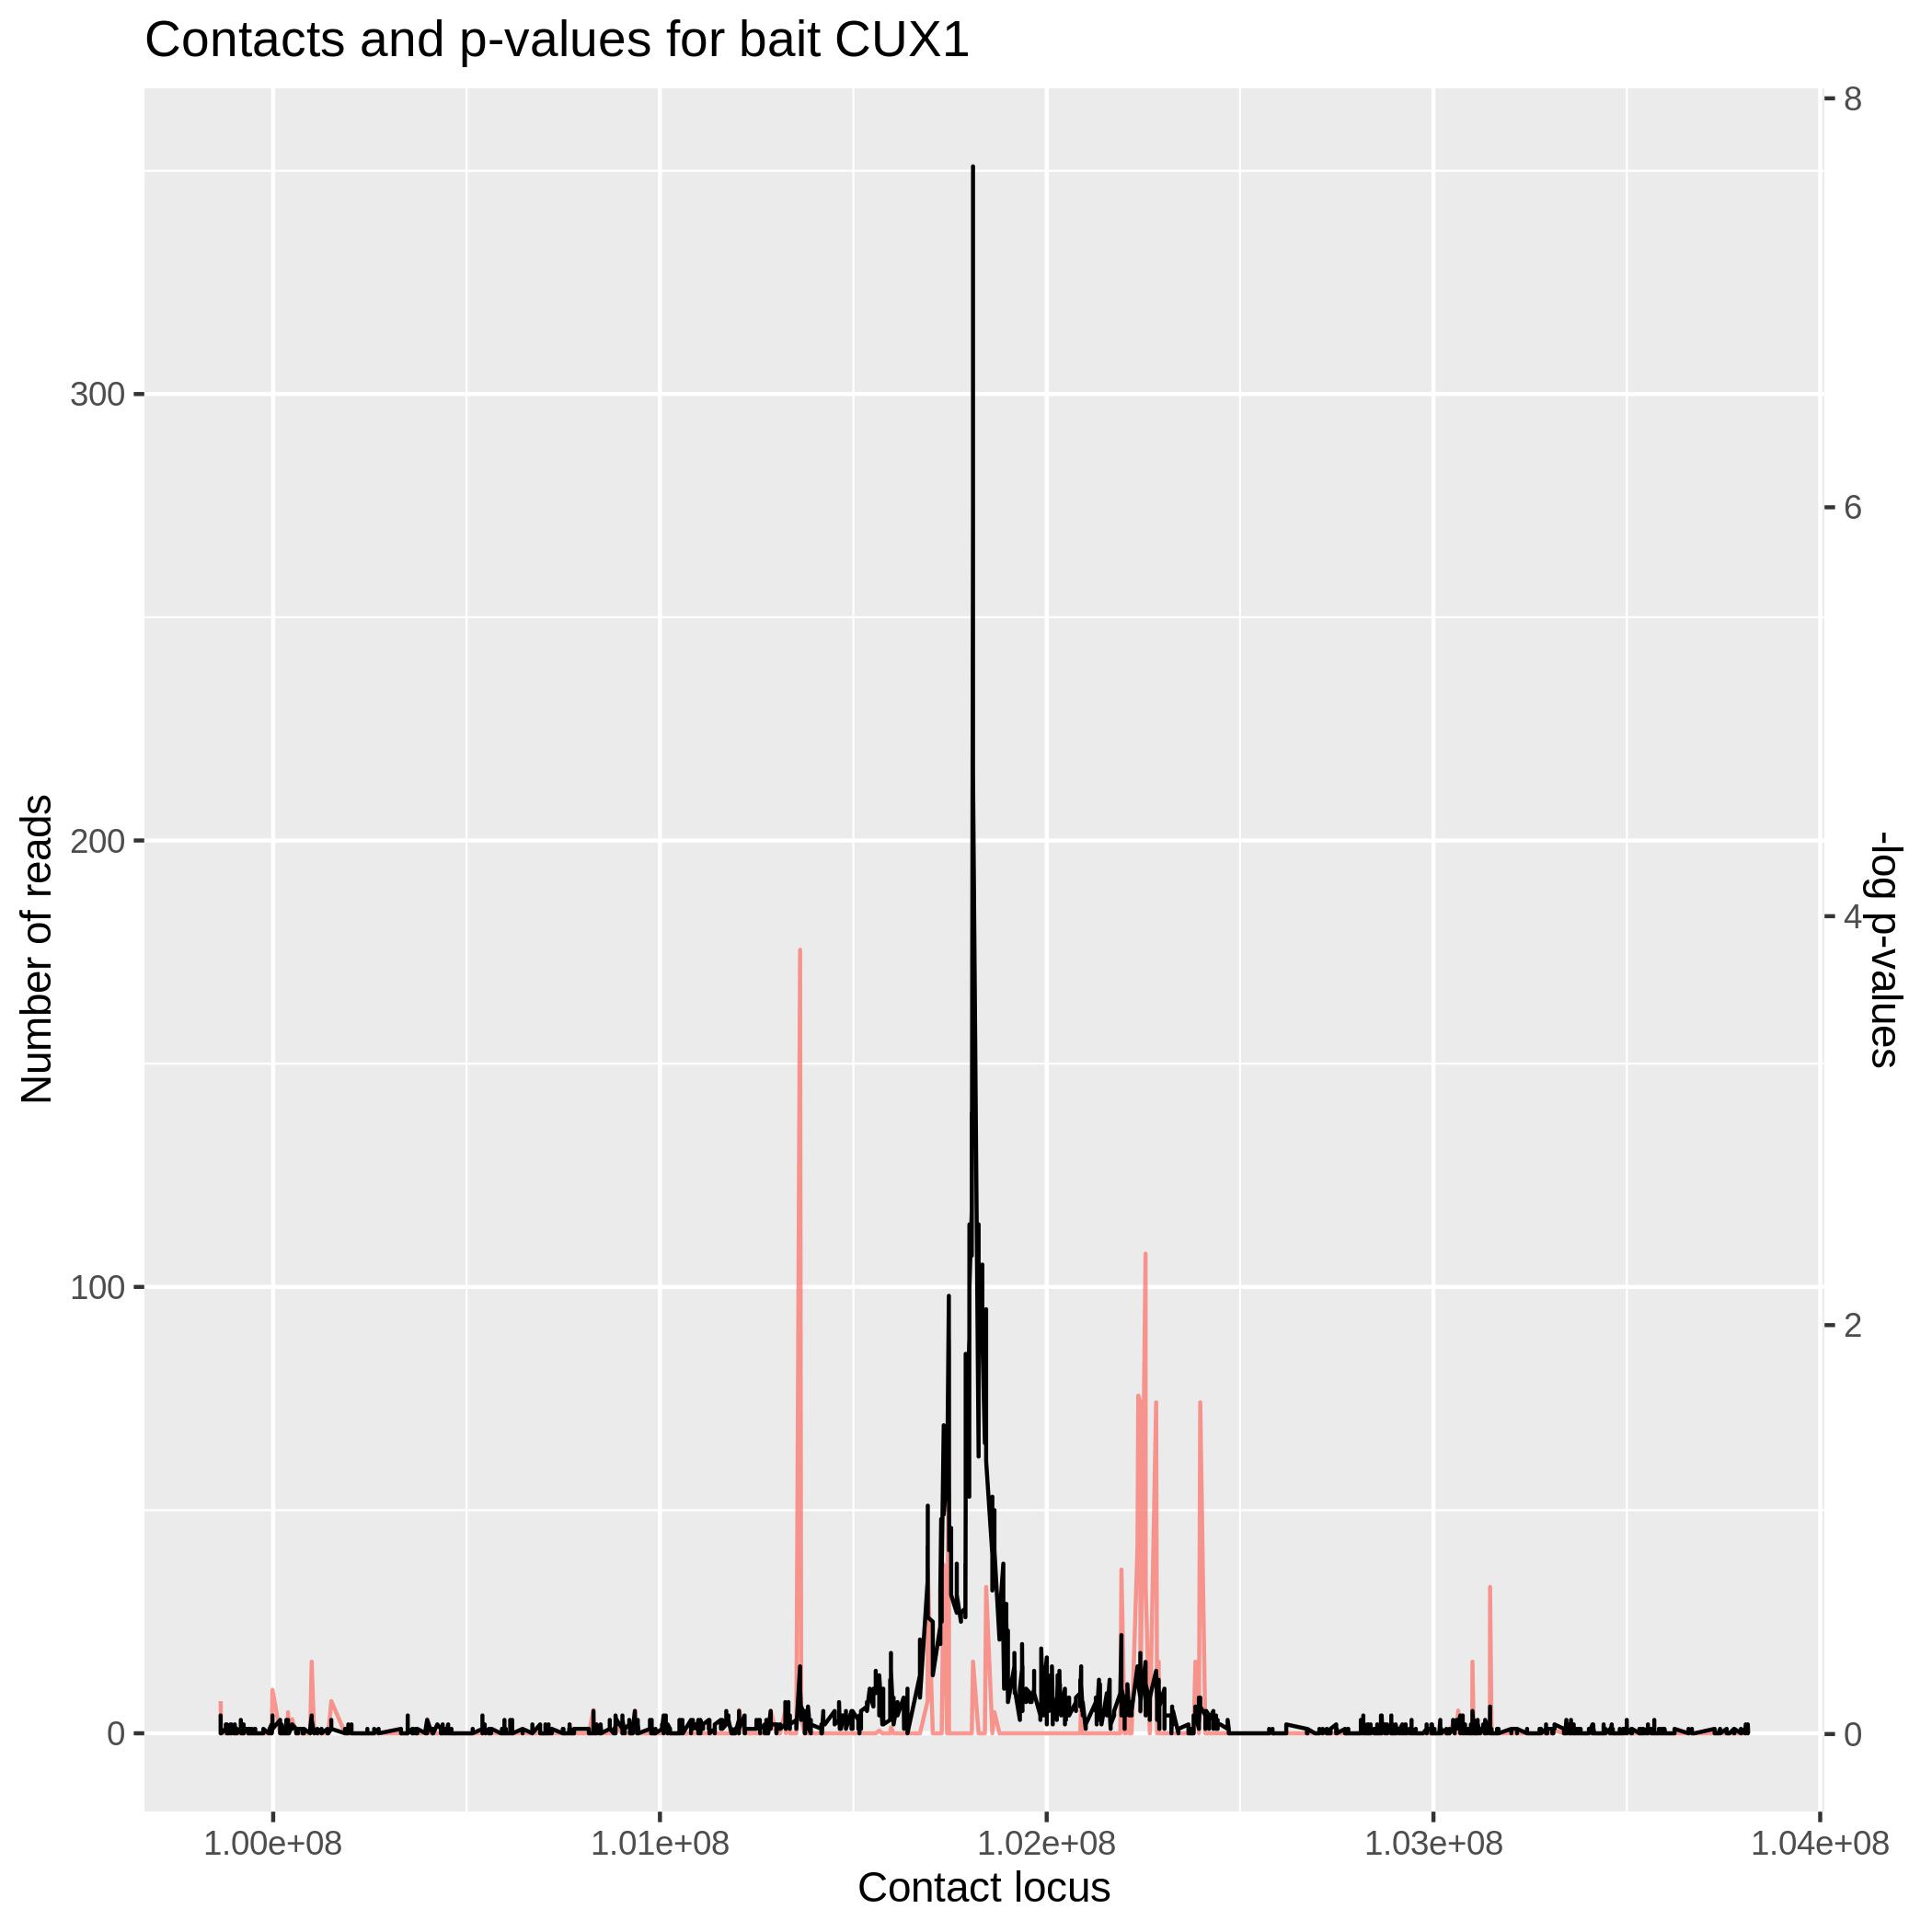 Contacts and p-values for bait CUX1
Number of reads
300
200
100
0
8
6
4
2
0
-log p-values
1.00e+08
1.01e+08
1.02e+08
1.03e+08
1.04e+08
Contact locus